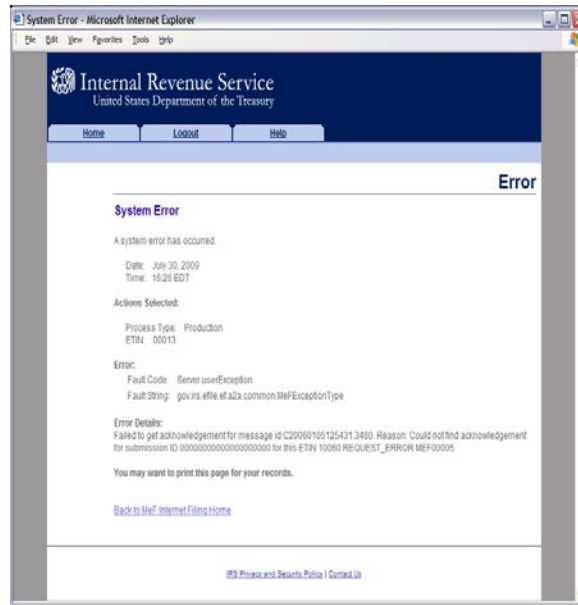 System Error - Microsoft Internet Explorer
File Edit View Favorites Tools Help
Internal Revenue Service
United States Department of the Treasury
Home Logout Help
Error
System Error
A system error has occurred.
Date: July 30, 2009
Time: 16:26 EDT
Actions Selected:
Process Type: Production
ETIN: 00013
Error:
Fault Code: Server.userException
Fault String: gov.irs.efile.ef.a2a.common.MeFExceptionType
Error Details:
Failed to get acknowledgement for message id C20060105125431.3460. Reason: Could not find acknowledgement
for submission ID 00000000000000000000 for this ETIN 10060 REQUEST_ERROR MEF00005
You may want to print this page for your records.
Back to MeF Internet Filing Home
IRS Privacy and Security Policy | Contact Us